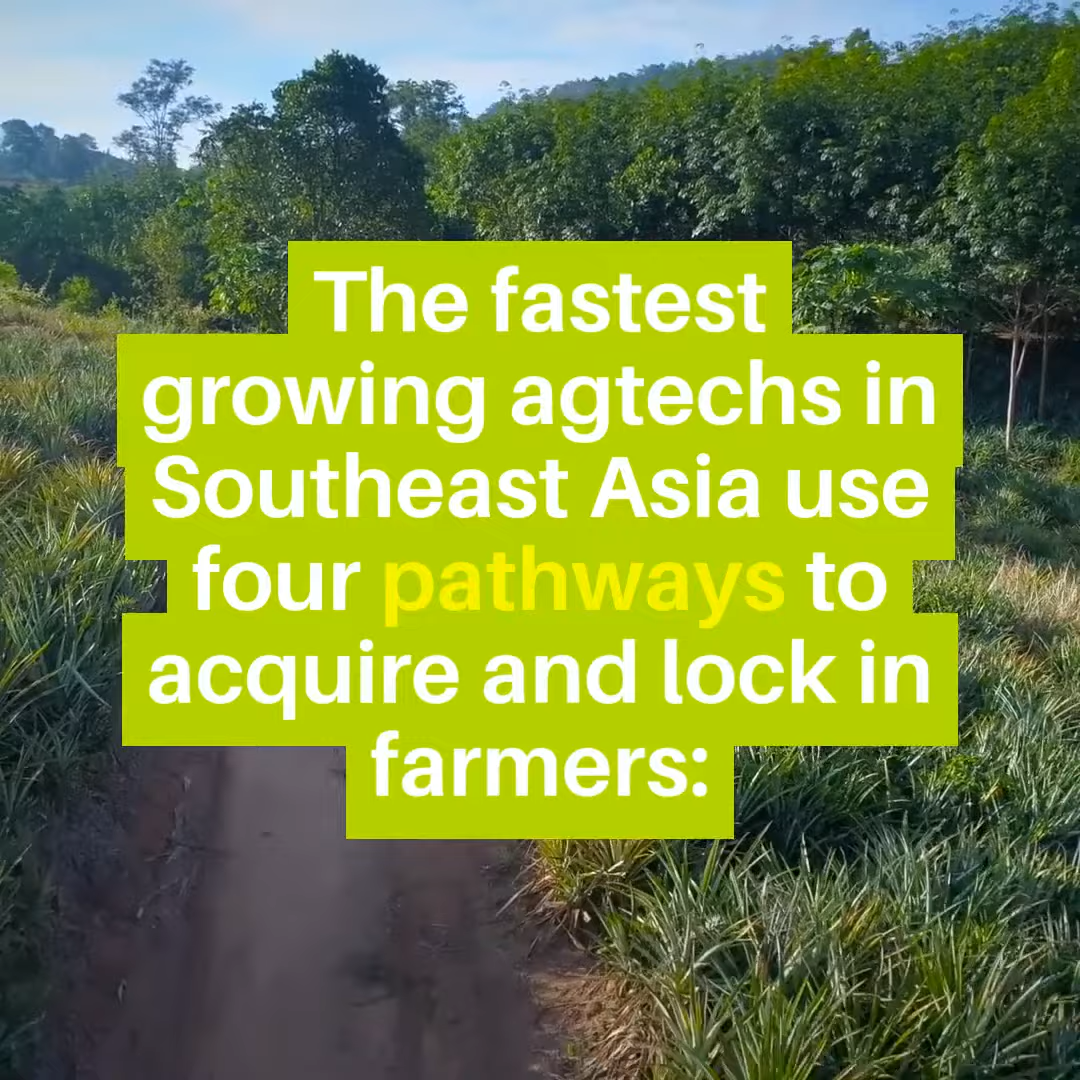 The fastest
growing agtechs in
Southeast Asia use
four pathways to
acquire and lock in
farmers: